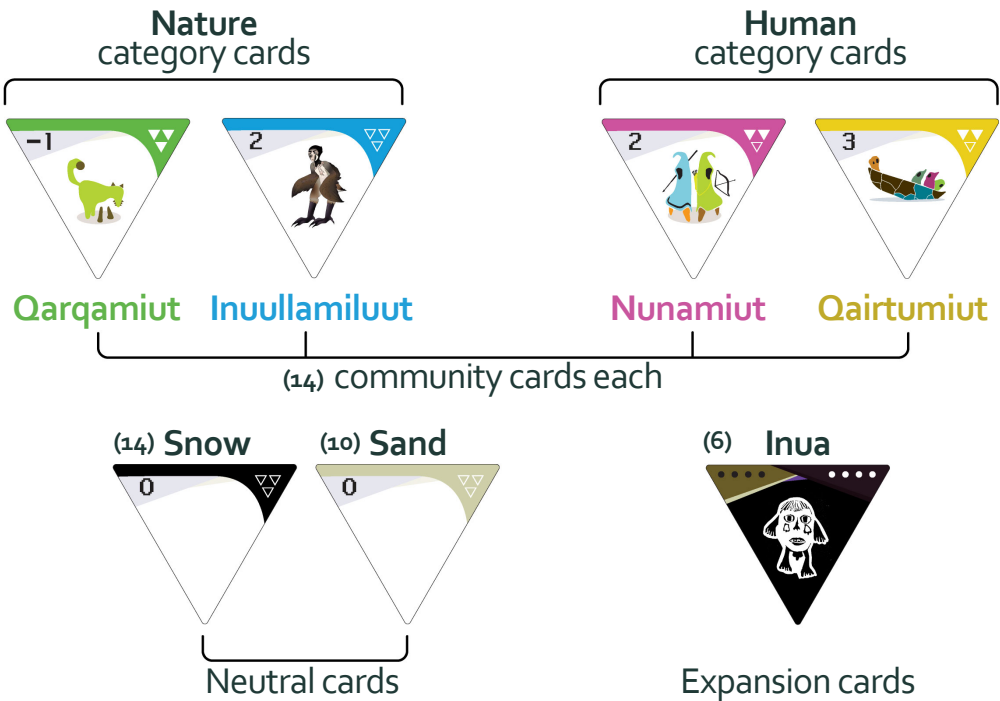 Nature
category cards
Human
category cards
-1
2
2
3
Qarqamiut
Inuullamiluut
Nunamiut
Qairtumiut
(14) community cards each
(14) Snow
(10) Sand
(6) Inua
0
0
Neutral cards
Expansion cards